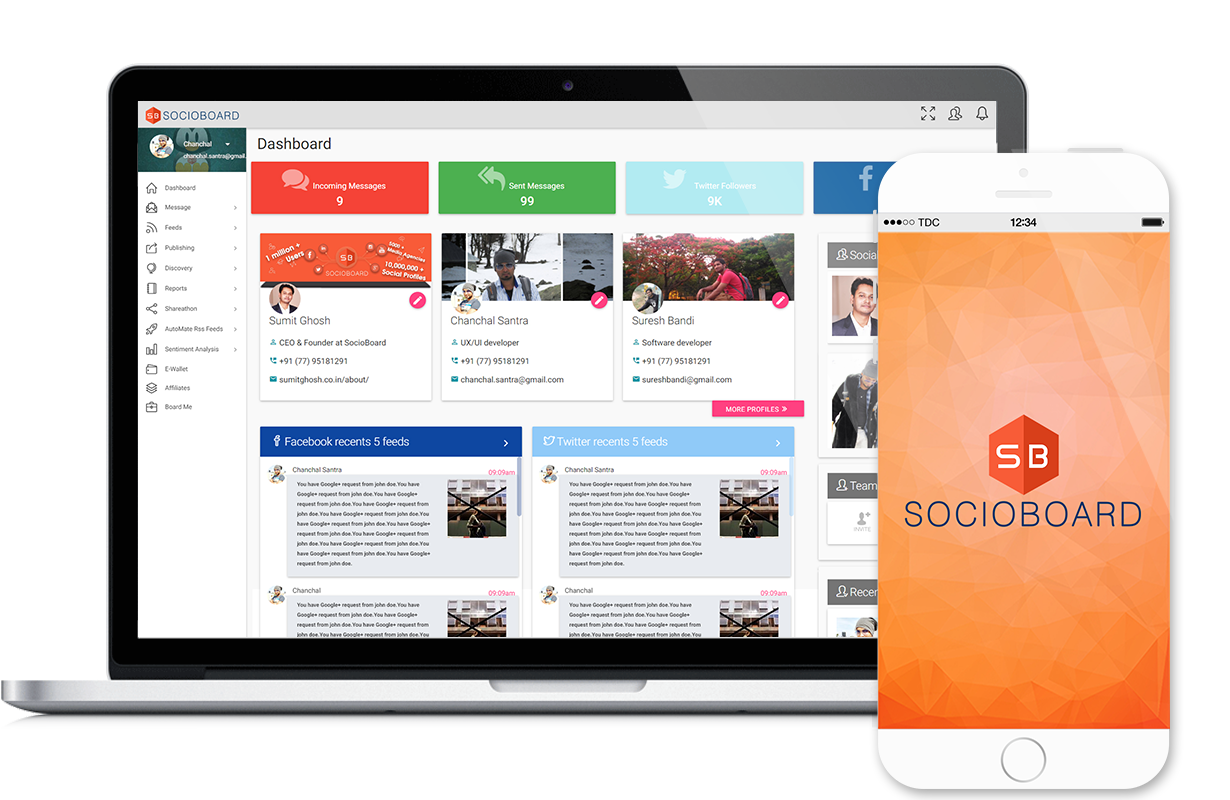 SB SOCIOBOARD
Chanchal
chanchal.santra@gmail.
Dashboard
Message
Feeds
Publishing
Discovery
Reports
Shareathon
AutoMate Rss Feeds
Sentiment Analysis
E-Wallet
Affiliates
Board Me
Dashboard
Incoming Messages
9
Sent Messages
99
Twitter Followers
9K
1 million +
Users
SB
SOCIOBOARD
5000 +
Media Agencies
10,000,000 +
Social Profiles
Sumit Ghosh
CEO & Founder at SocioBoard
+91 (77) 95181291
sumitghosh.co.in/about/
Chanchal Santra
UX/UI developer
+91 (77) 95181291
chanchal.santra@gmail.com
Suresh Bandi
Software developer
+91 (77) 95181291
sureshbandi@gmail.com
MORE PROFILES
Facebook recents 5 feeds
Chanchal Santra
09:09am
You have Google+ request from john doe.You have
Google+ request from john doe.You have Google+
request from john doe.You have Google+ request from
john doe.You have Google+ request from john doe.You
have Google+ request from john doe.You have Google+
request from john doe.You have Google+ request from
john doe.You have Google+ request from john doe.You
have Google+ request from john doe.You have Google+
request from john doe.
Chanchal
09:09am
You have Google+ request from john doe.You have
Google+ request from john doe.You have Google+
request from john doe.You have Google+ request from
john doe.You have Google+ request from john doe.You
Twitter recents 5 feeds
Chanchal Santra
09:09am
You have Google+ request from john doe.You have
Google+ request from john doe.You have Google+
request from john doe.You have Google+ request from
john doe.You have Google+ request from john doe.You
have Google+ request from john doe.You have Google+
request from john doe.You have Google+ request from
john doe.You have Google+ request from john doe.You
have Google+ request from john doe.You have Google+
request from john doe.
Chanchal
09:09am
You have Google+ request from john doe.You have
Google+ request from john doe.You have Google+
request from john doe.You have Google+ request from
john doe.You have Google+ request from john doe.You
Socia
Team
INVITE
Recen
TDC 12:34
SB
SOCIOBOARD